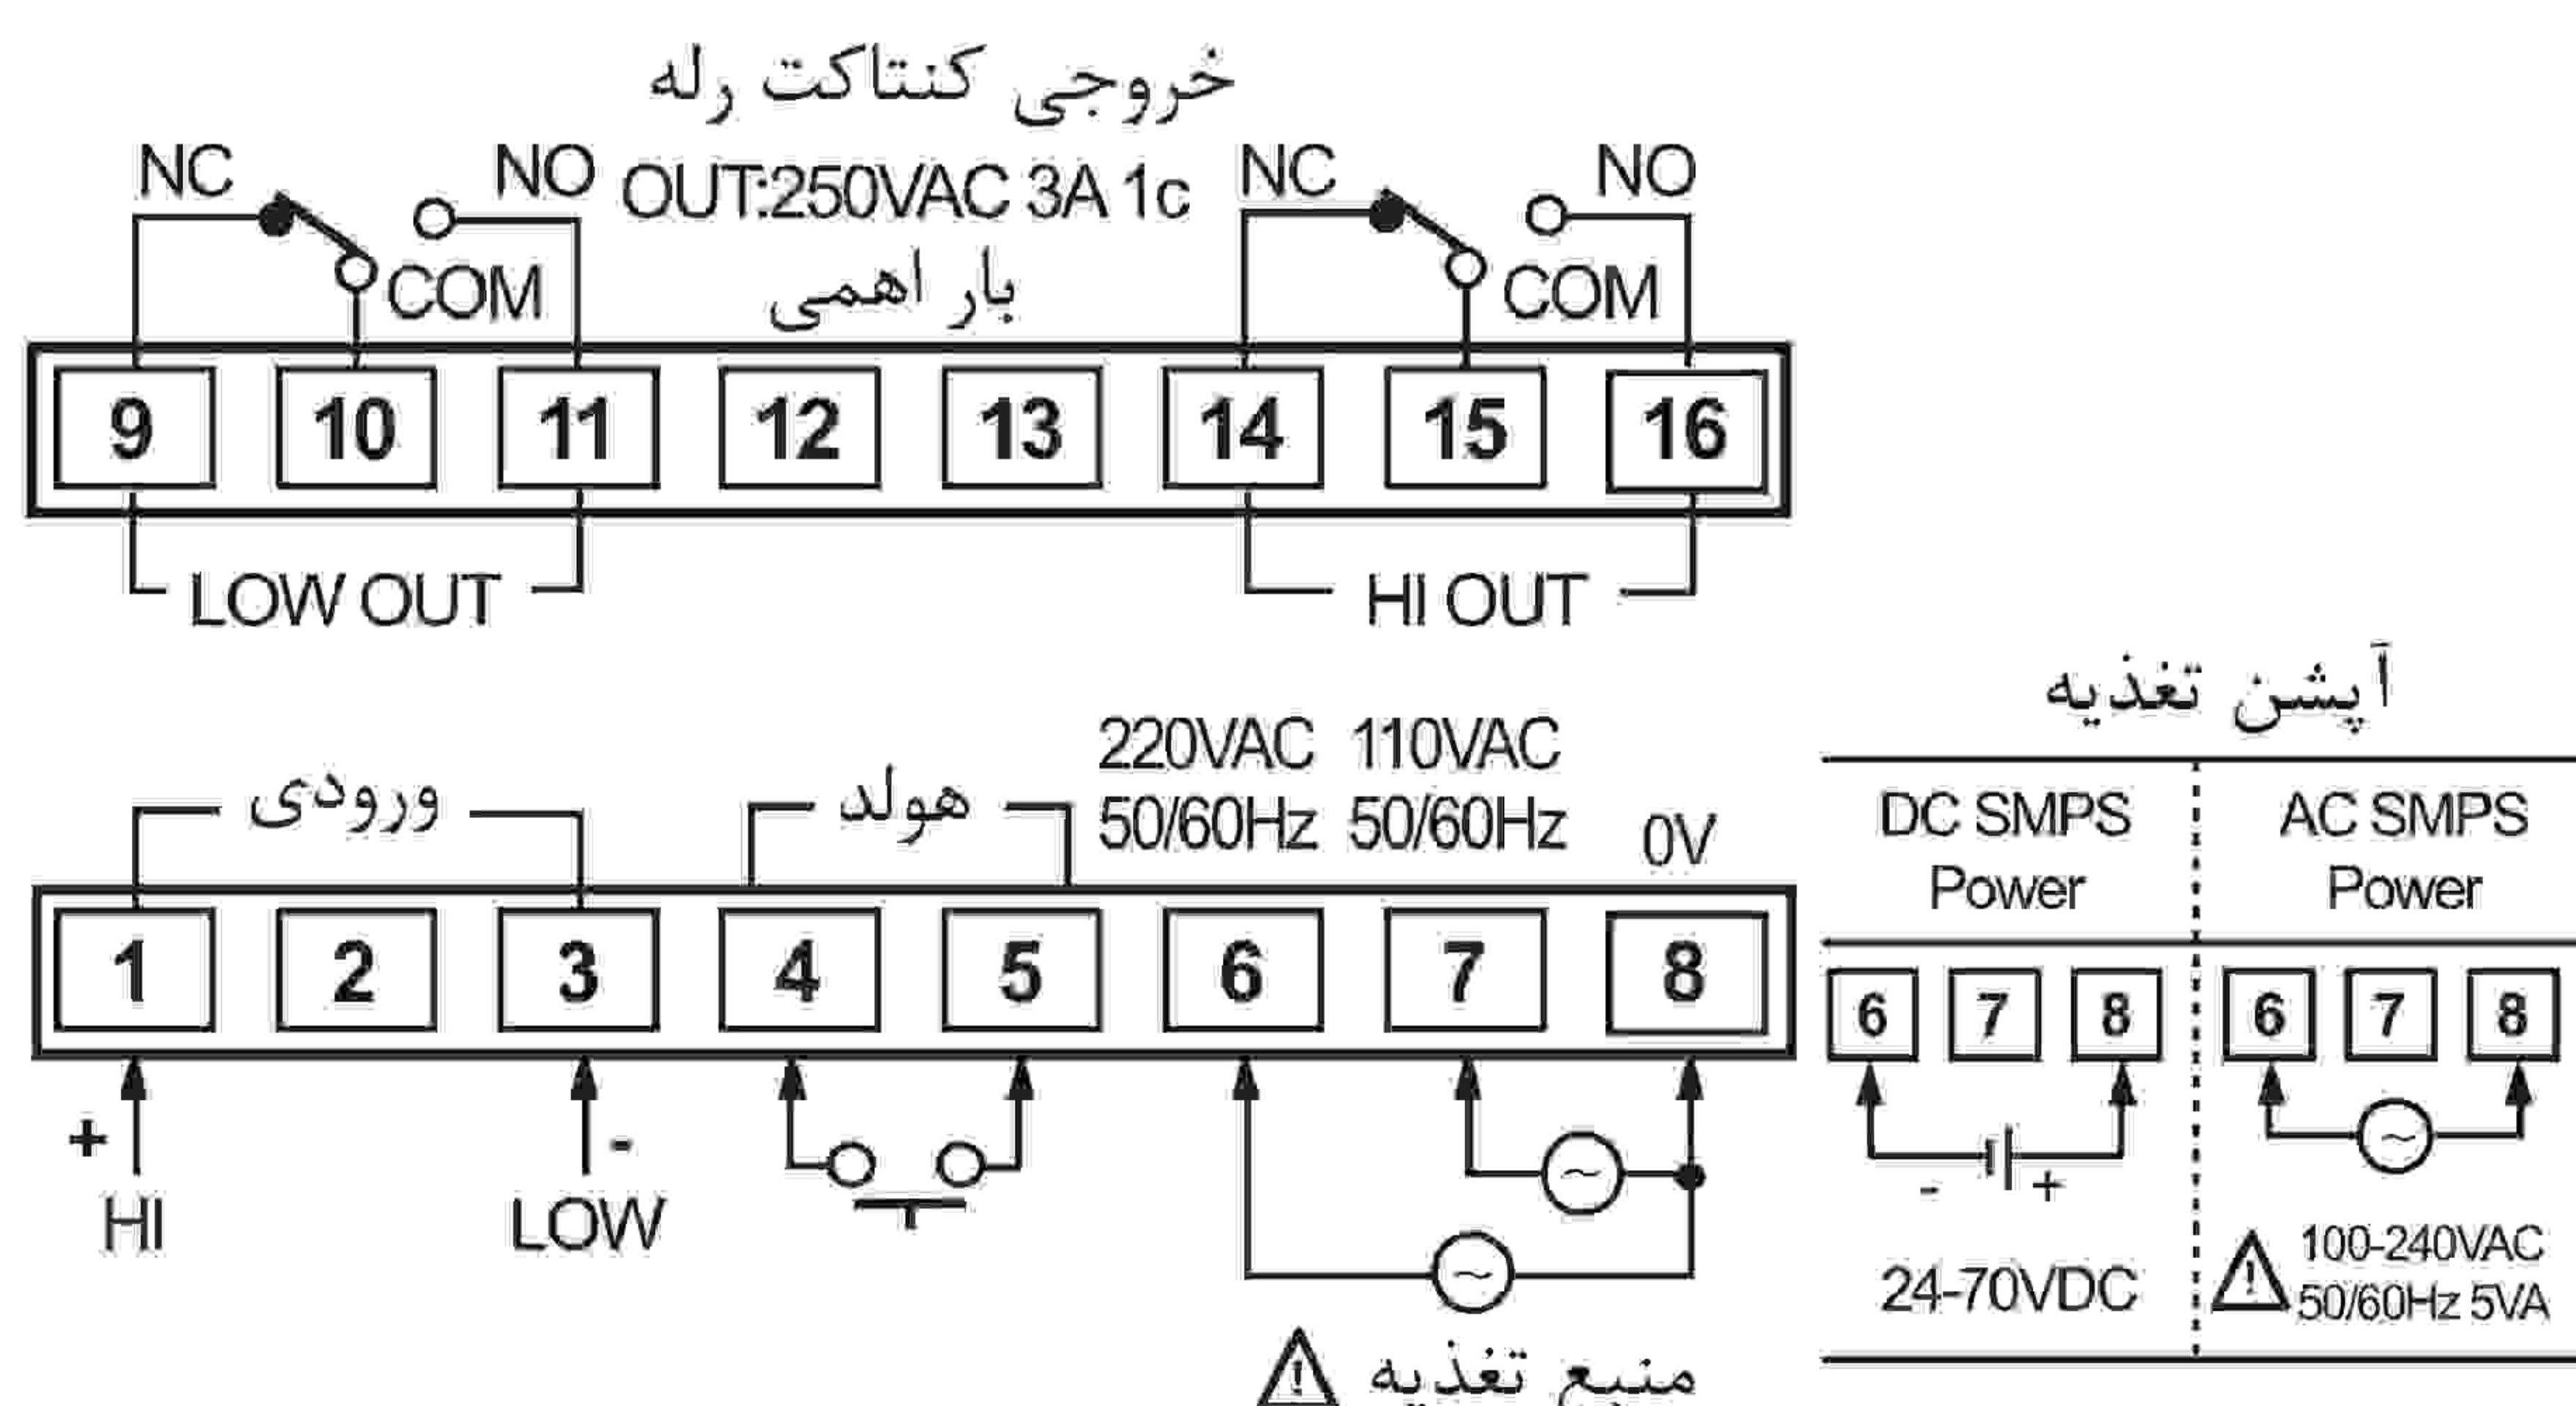 خروجی کنتاکت رله
NC NO OUT:250VAC 3A 1c NC NO
COM بار اهمی COM
9 10 11 12 13 14 15 16
LOW OUT HI OUT
آپشن تغذیه
220VAC 110VAC
ورودی هولد 50/60Hz 50/60Hz 0V
DC SMPS AC SMPS
Power Power
1 2 3 4 5 6 7 8
6 7 8 6 7 8
+ -
- +
HI LOW
24-70VDC 100-240VAC
50/60Hz 5VA
منبع تغذیه